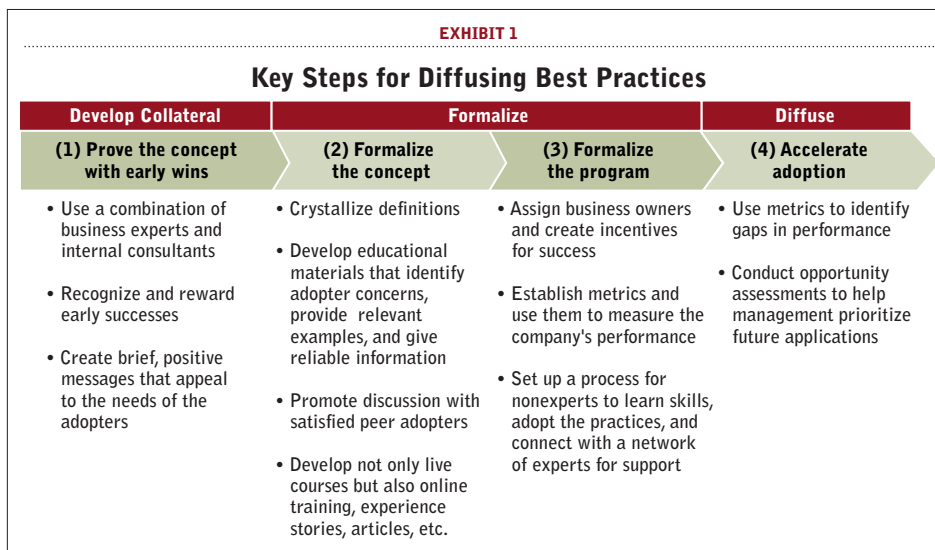 EXHIBIT 1
Key Steps for Diffusing Best Practices
Develop Collateral
Formalize
Diffuse
(1) Prove the concept
with early wins
(2) Formalize
the concept
(3) Formalize
the program
(4) Accelerate
adoption
• Use a combination of
business experts and
internal consultants
• Recognize and reward
early successes
• Create brief, positive
messages that appeal
to the needs of the
adopters
• Crystallize definitions
• Develop educational
materials that identify
adopter concerns,
provide relevant
examples, and give
reliable information
• Promote discussion with
satisfied peer adopters
• Develop not only live
courses but also online
training, experience
stories, articles, etc.
• Assign business owners
and create incentives
for success
• Establish metrics and
use them to measure the
company's performance
• Set up a process for
nonexperts to learn skills,
adopt the practices, and
connect with a network
of experts for support
• Use metrics to identify
gaps in performance
• Conduct opportunity
assessments to help
management prioritize
future applications